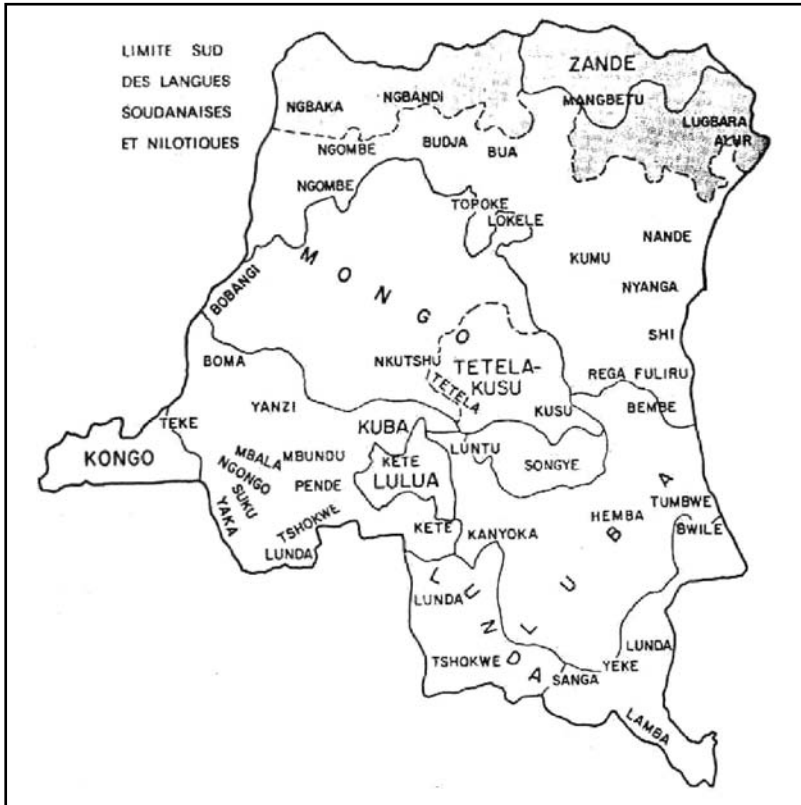 LIMITE SUD
DES LANGUES
SOUDANAISES
ET NILOTIQUES
ZANDE
NGBAKA
NGBANDI
MANGBETU
LUGBARA
ALUR
NGOMBE
BUDJA
BUA
NGOMBE
TOPOKE
LOKELE
NANDE
KUMU
NYANGA
BOBANGI
MONGO
SHI
BOMA
NKUTSHU
TETELA-
KUSU
TETELA
REGA FULIRU
BEMBE
YANZI
KUSU
TEKE
KUBA
KONGO
MBALA
MBUNDU
KETE
LUNTU
SONGYE
NGONGO
LULUA
SUKU
PENDE
YAKA
TSHOKWE
KETE
KANYOKA
HEMBA
TUMBWE
BWILE
LUBA
LUNDA
LUNDA
LUNDA
TSHOKWE
SANGA
YEKE
LUNDA
LAMBA